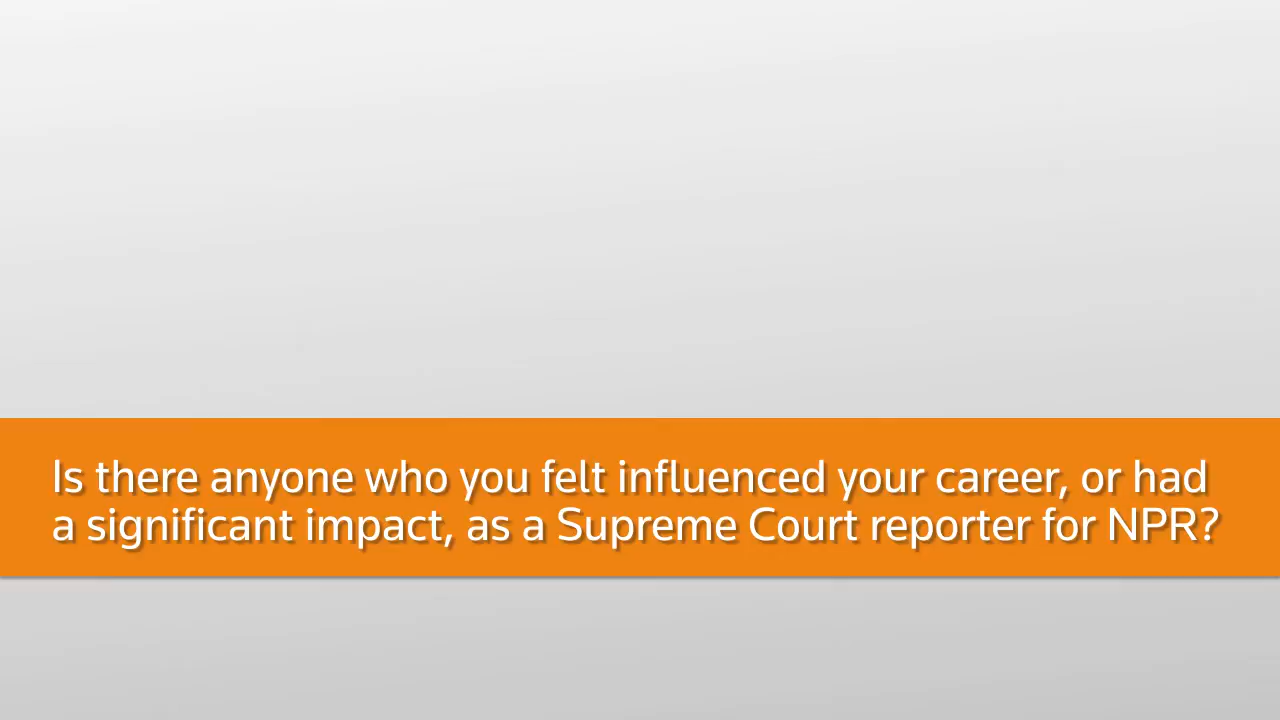 Is there anyone who you felt influenced your career, or had
a significant impact, as a Supreme Court reporter for NPR?